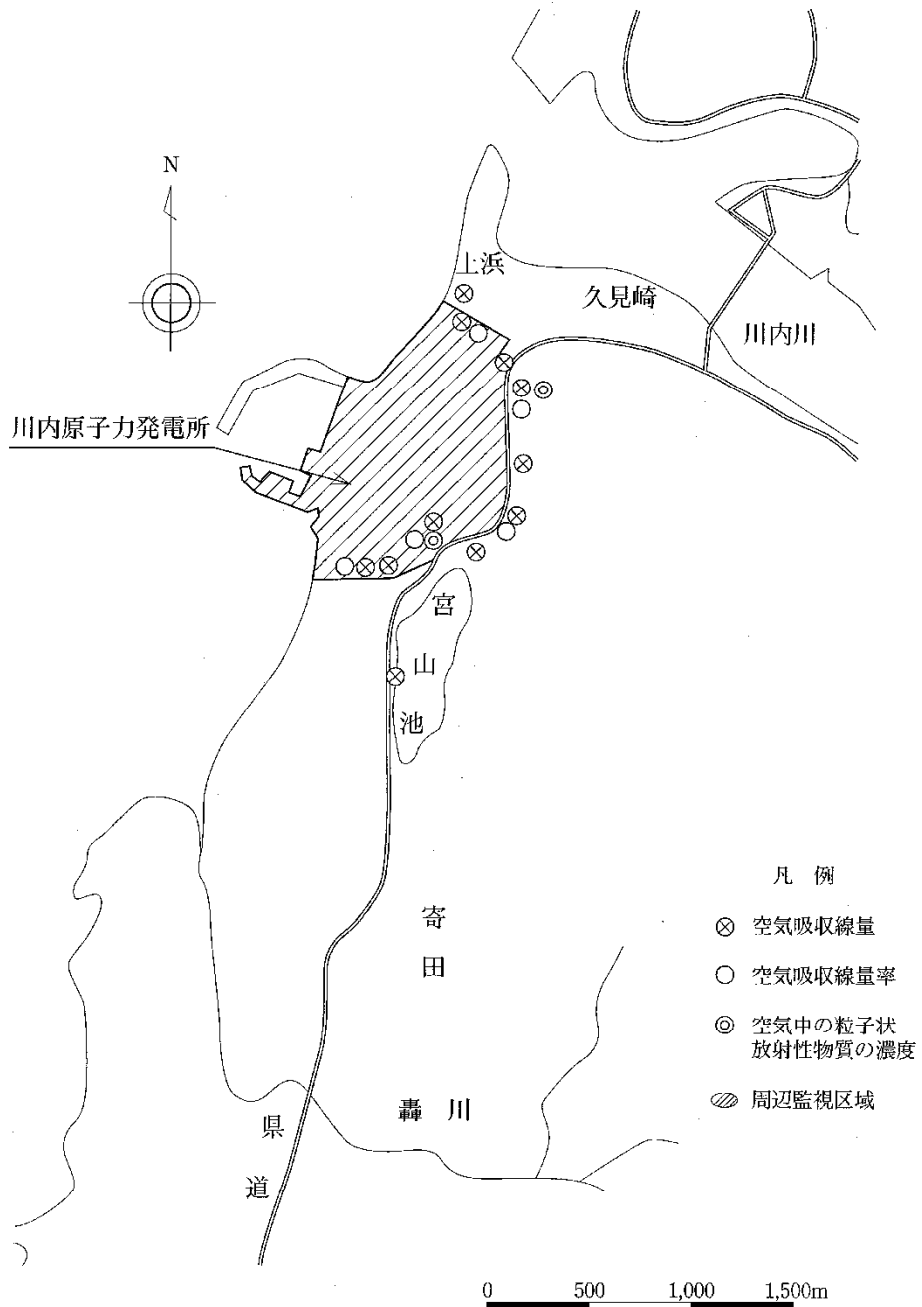 N
上浜
久見崎
川内川
川内原子力発電所
宮山池
寄田
轟川
県道
凡 例
空気吸収線量
空気吸収線量率
空気中の粒子状
放射性物質の濃度
周辺監視区域
0 500 1,000 1,500m